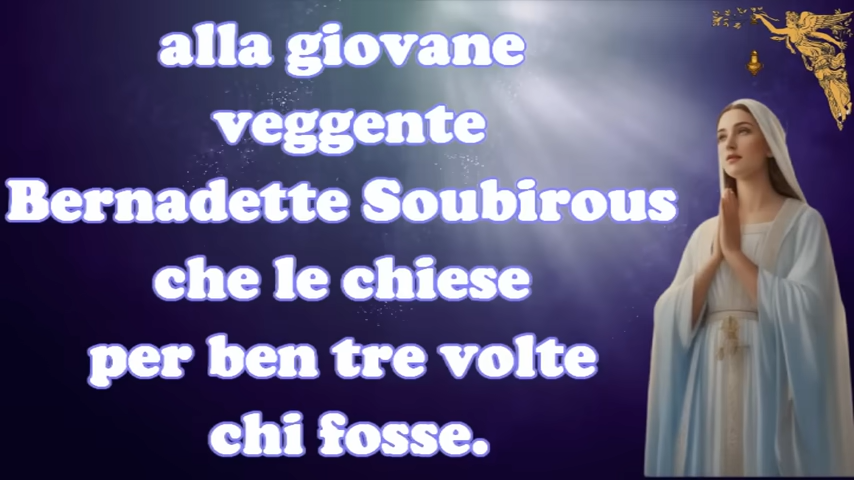 alla giovane
veggente
Bernadette Soubirous
che le chiese
per ben tre volte
chi fosse.